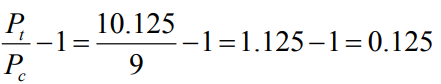 P_t/P_c − 1 = 10.125/9 − 1 = 1.125 − 1 = 0.125